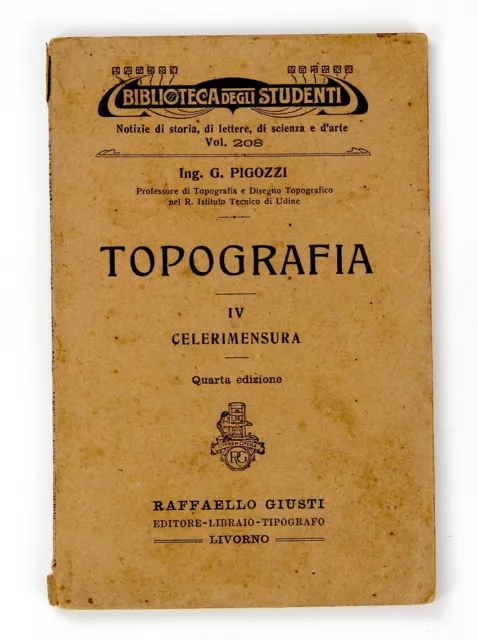 BIBLIOTECA DEGLI STUDENTI
Notizie di storia, di lettere, di scienza e d'arte
Vol. 208
Ing. G. PIGOZZI
Professore di Topografia e Disegno Topografico
nel R. Istituto Tecnico di Udine
TOPOGRAFIA
IV
CELERIMENSURA
Quarta edizione
RG
RAFFAELLO GIUSTI
EDITORE-LIBRAIO-TIPOGRAFO
LIVORNO